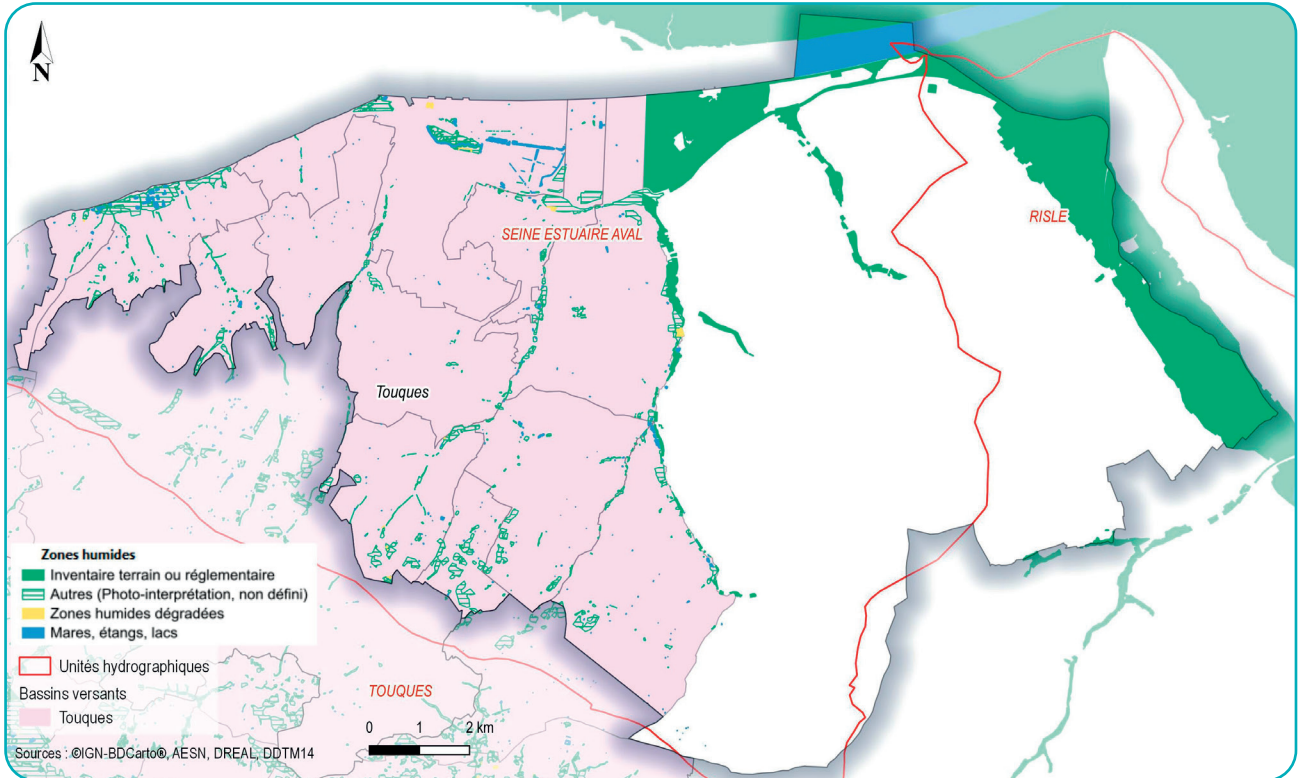 N
SEINE ESTUAIRE AVAL
RISLE
Touques
TOUQUES
Zones humides
Inventaire terrain ou réglementaire
Autres (Photo-interprétation, non défini)
Zones humides dégradées
Mares, étangs, lacs
Unités hydrographiques
Bassins versants
Touques
Sources : ©IGN-BDCarto®, AESN, DREAL, DDTM14
0 1 2 km